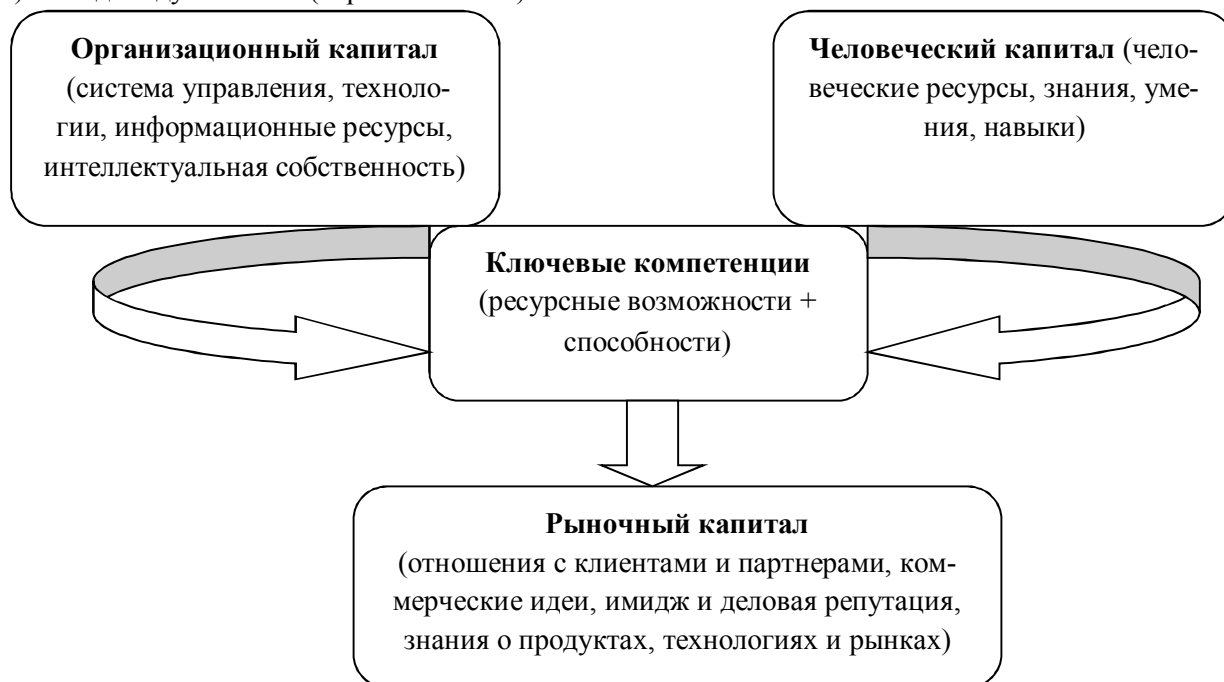 Организационный капитал
(система управления, техноло-
гии, информационные ресурсы,
интеллектуальная собственность)
Человеческий капитал (чело-
веческие ресурсы, знания, уме-
ния, навыки)
Ключевые компетенции
(ресурсные возможности +
способности)
Рыночный капитал
(отношения с клиентами и партнерами, ком-
мерческие идеи, имидж и деловая репутация,
знания о продуктах, технологиях и рынках)